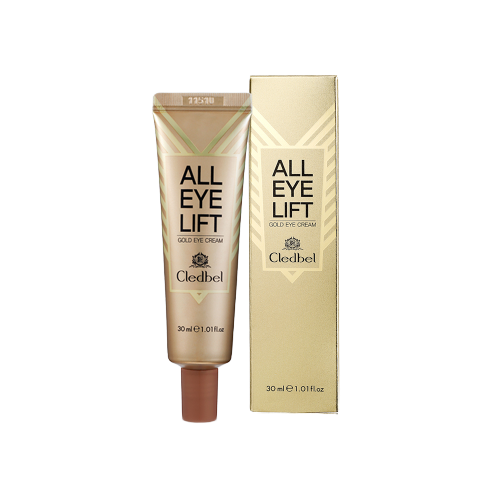 ALL
EYE
LIFT
GOLD EYE CREAM
Cledbel
30 ml ℮ 1.01 fl.oz
ALL
EYE
LIFT
GOLD EYE CREAM
Cledbel
30 ml ℮ 1.01 fl.oz